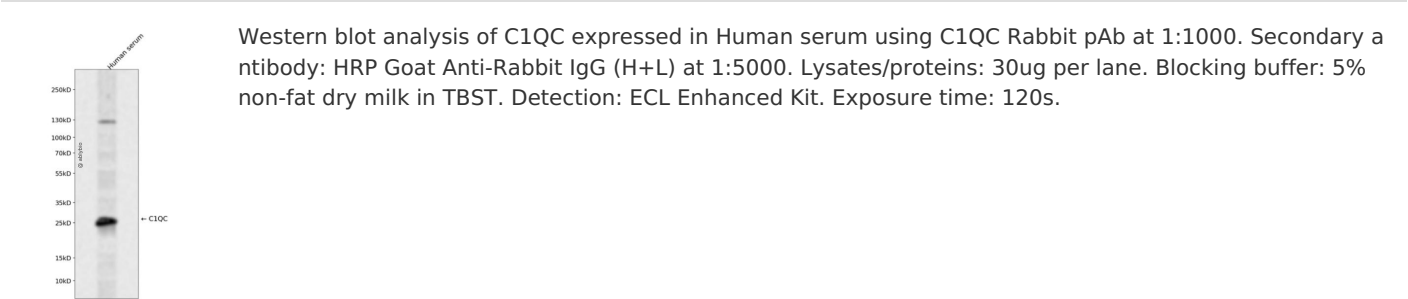 Human serum
250kD
130kD
100kD
70kD
55kD
35kD
25kD
15kD
10kD
← C1QC
Western blot analysis of C1QC expressed in Human serum using C1QC Rabbit pAb at 1:1000. Secondary a
ntibody: HRP Goat Anti-Rabbit IgG (H+L) at 1:5000. Lysates/proteins: 30ug per lane. Blocking buffer: 5%
non-fat dry milk in TBST. Detection: ECL Enhanced Kit. Exposure time: 120s.